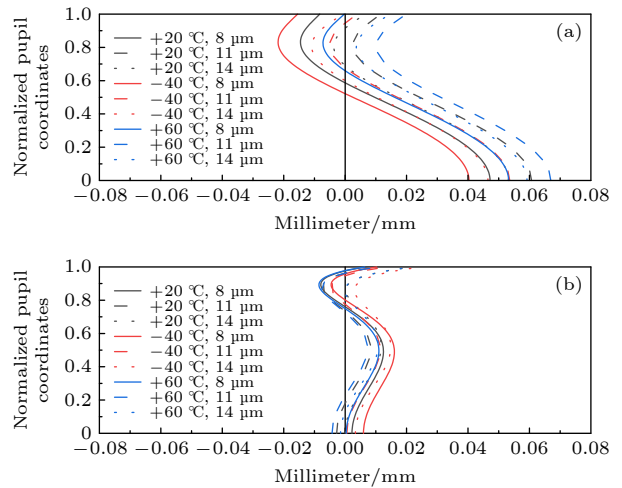 (a)
Normalized pupil
coordinates
1.0
0.8
0.6
0.4
0.2
0
+20 ℃, 8 µm
+20 ℃, 11 µm
+20 ℃, 14 µm
−40 ℃, 8 µm
−40 ℃, 11 µm
−40 ℃, 14 µm
+60 ℃, 8 µm
+60 ℃, 11 µm
+60 ℃, 14 µm
−0.08 −0.06 −0.04 −0.02 0.00 0.02 0.04 0.06 0.08
Millimeter/mm
(b)
Normalized pupil
coordinates
1.0
0.8
0.6
0.4
0.2
0
+20 ℃, 8 µm
+20 ℃, 11 µm
+20 ℃, 14 µm
−40 ℃, 8 µm
−40 ℃, 11 µm
−40 ℃, 14 µm
+60 ℃, 8 µm
+60 ℃, 11 µm
+60 ℃, 14 µm
−0.08 −0.06 −0.04 −0.02 0.00 0.02 0.04 0.06 0.08
Millimeter/mm